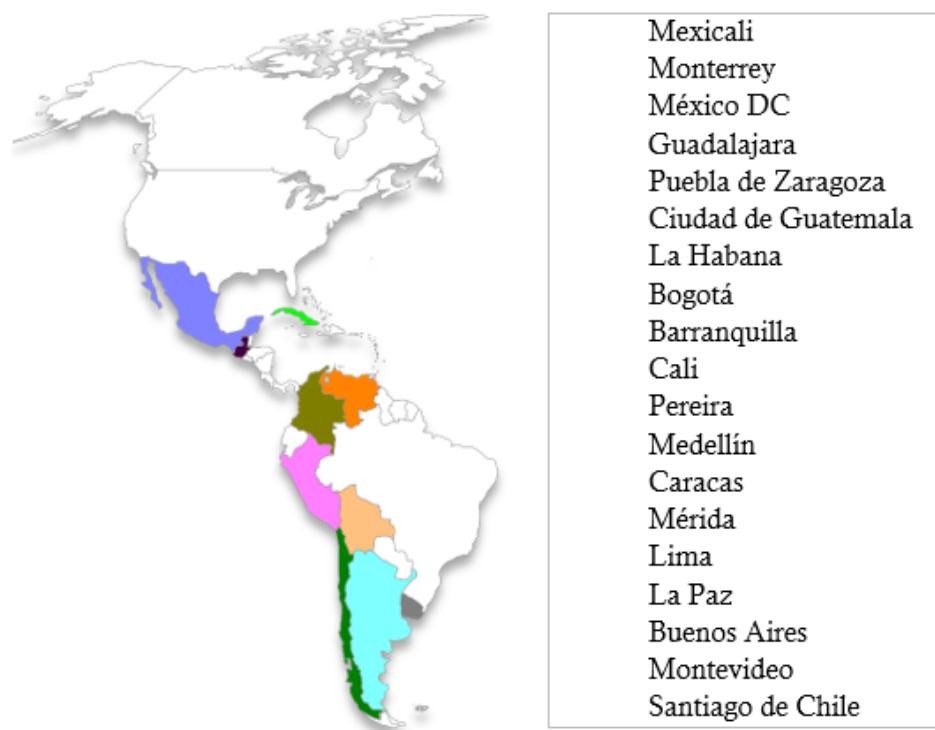 Mexicali
Monterrey
México DC
Guadalajara
Puebla de Zaragoza
Ciudad de Guatemala
La Habana
Bogotá
Barranquilla
Cali
Pereira
Medellín
Caracas
Mérida
Lima
La Paz
Buenos Aires
Montevideo
Santiago de Chile